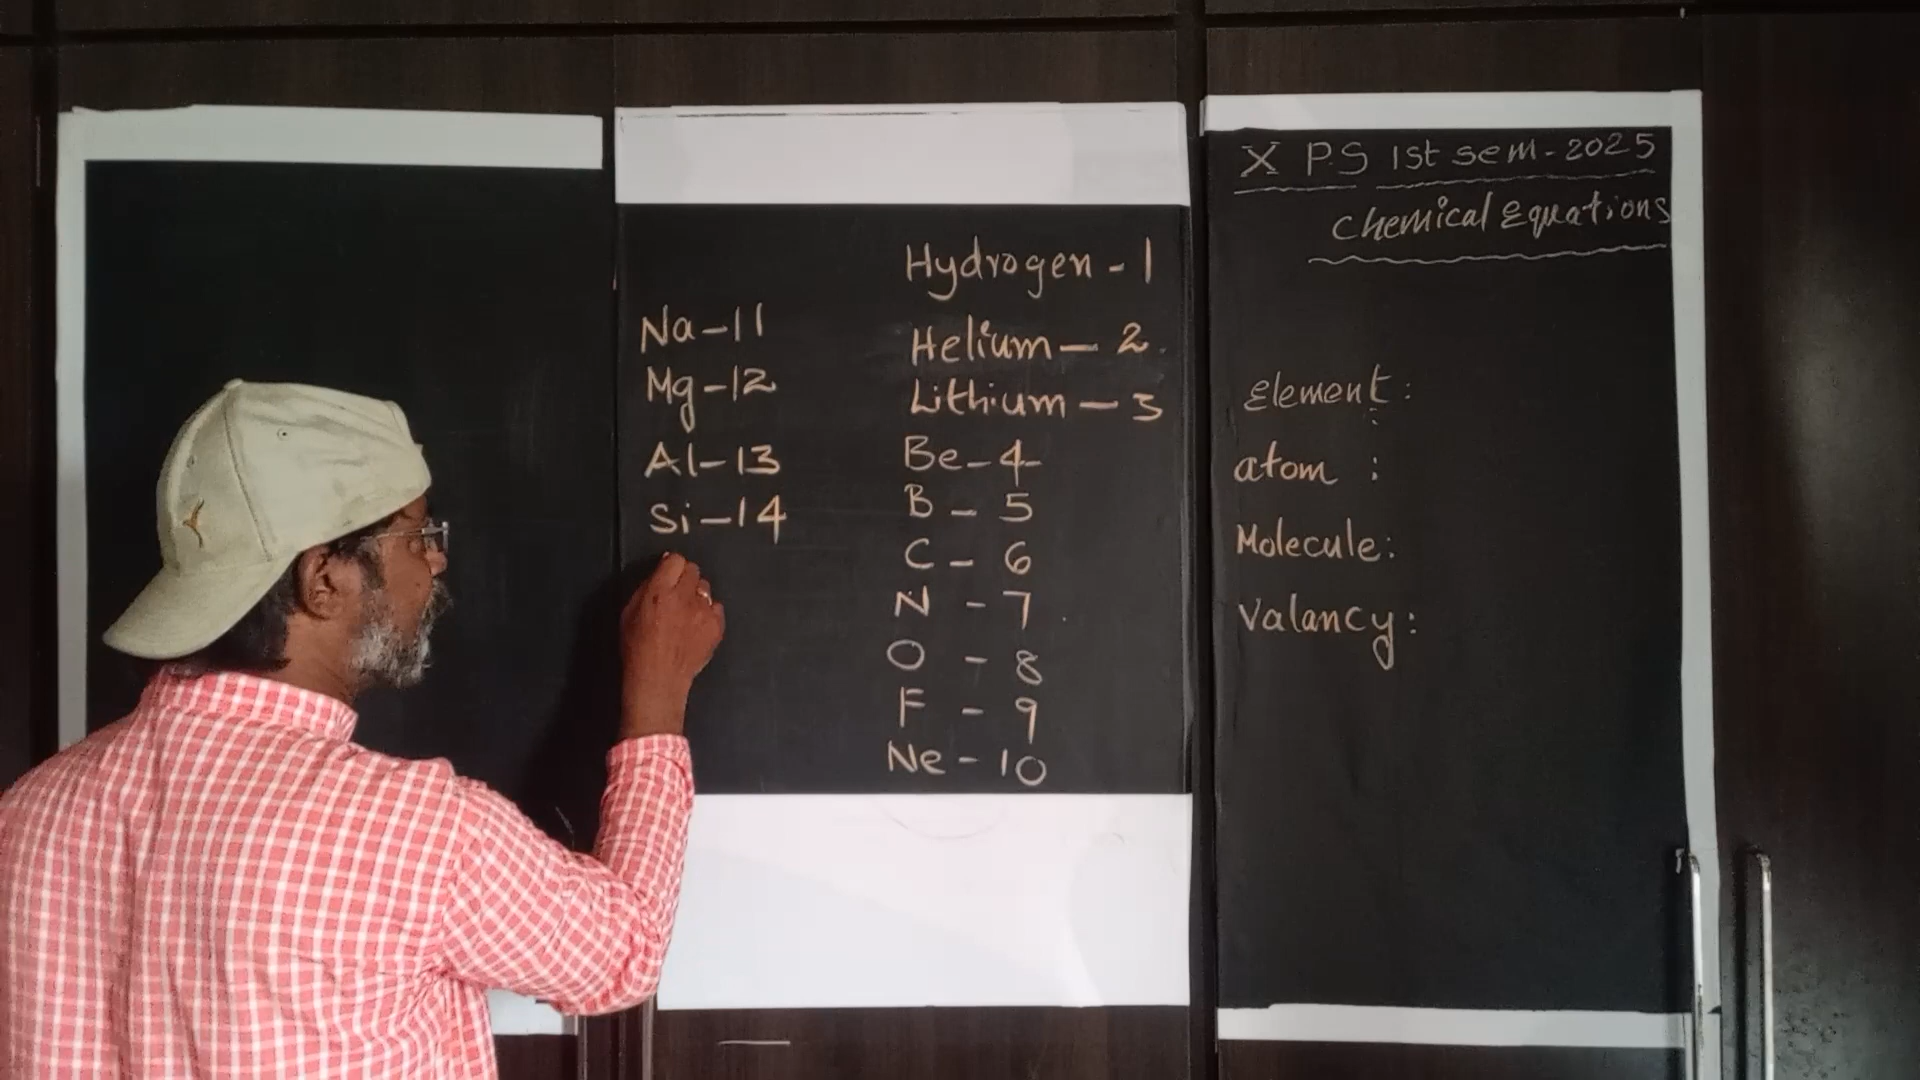 X PS 1st sem-2025
Chemical Equations
Hydrogen - 1
Helium - 2
Lithium - 3
Be - 4
B - 5
C - 6
N - 7
O - 8
F - 9
Ne - 10
Na - 11
Mg - 12
Al - 13
Si - 14
Element:
atom :
Molecule:
Valancy: